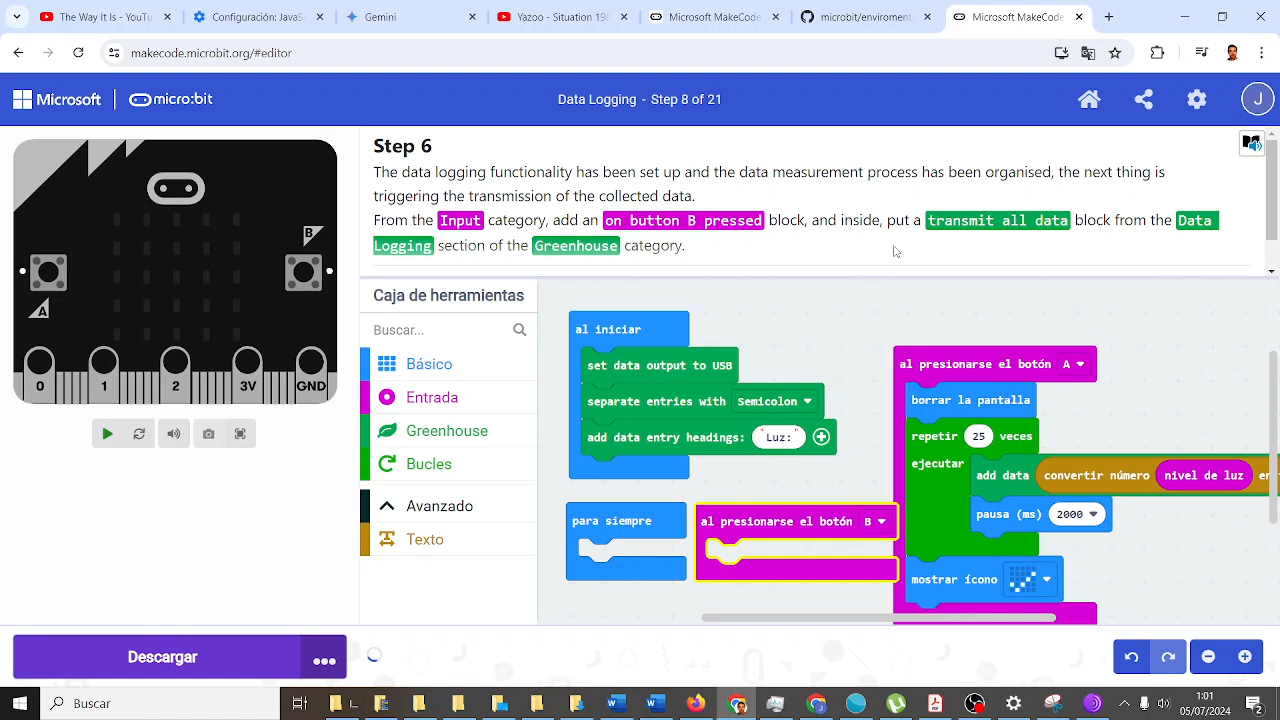 The Way It Is - YouT
Configuración: JavaS
Gemini
Yazoo - Situation 198
Microsoft MakeCode
microbit/enviroment
Microsoft MakeCod
makecode.microbit.org/#editor
Microsoft
micro:bit
Data Logging - Step 8 of 21
J
Step 6
The data logging functionality has been set up and the data measurement process has been organised, the next thing is
triggering the transmission of the collected data.
From the Input category, add an on button B pressed block, and inside, put a transmit all data block from the Data
Logging section of the Greenhouse category.
B
A
0 1 2 3V GND
Caja de herramientas
Buscar...
Básico
Entrada
Greenhouse
Bucles
Avanzado
Texto
al iniciar
set data output to USB
separate entries with Semicolon
add data entry headings: "Luz:"
para siempre
al presionarse el botón B
al presionarse el botón A
borrar la pantalla
repetir 25 veces
ejecutar
add data convertir número nivel de luz en
pausa (ms) 2000
mostrar ícono
Descargar
Buscar
1:01
05/07/2024
2